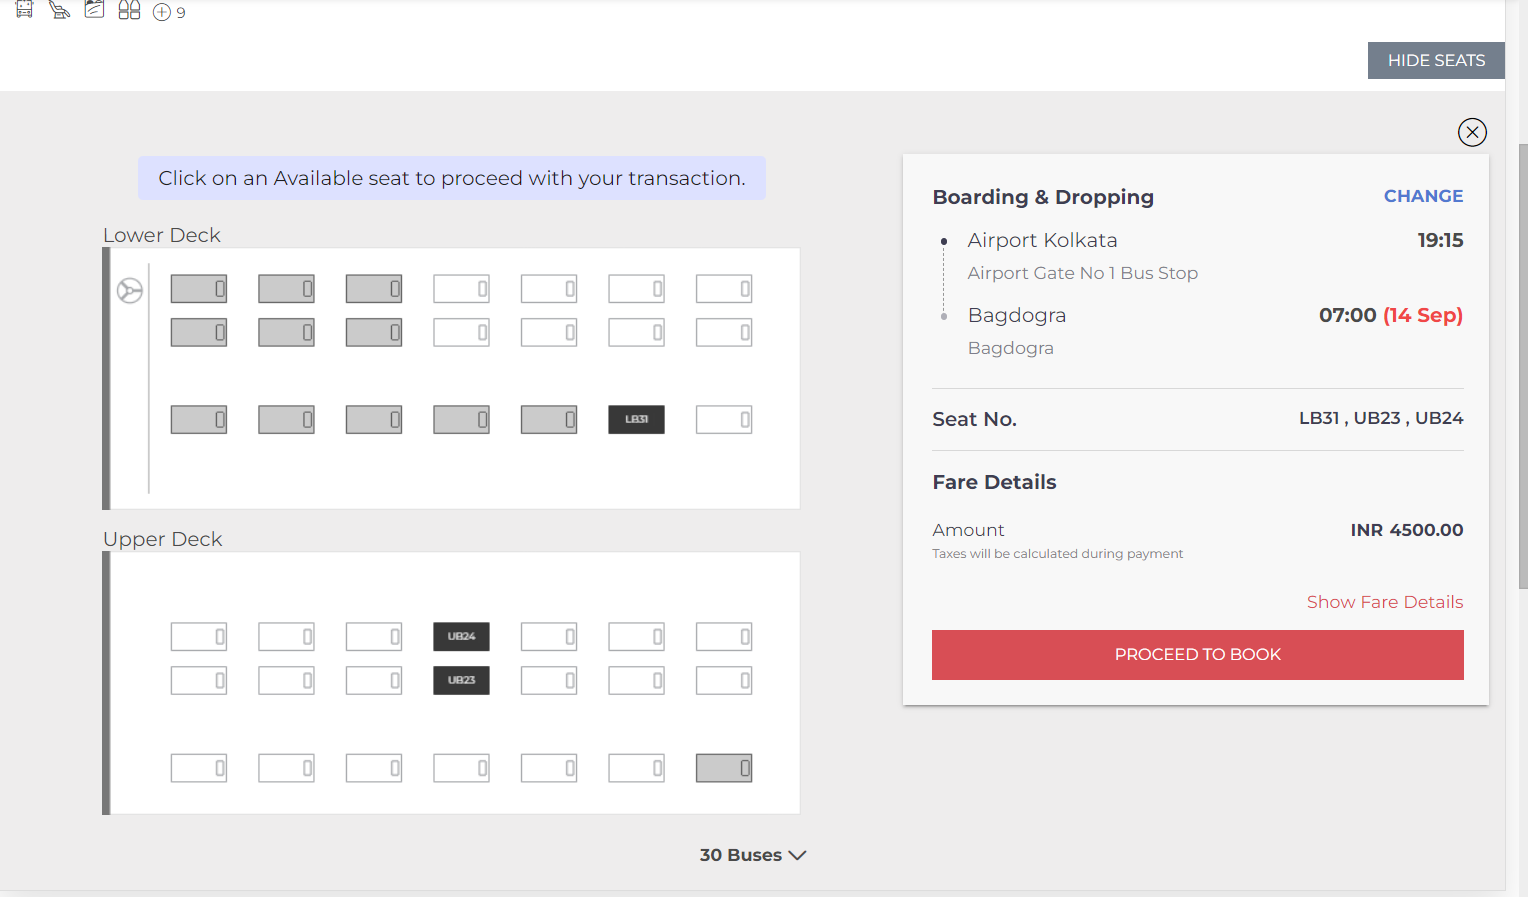 9
HIDE SEATS
Click on an Available seat to proceed with your transaction.
Lower Deck
LB31
Upper Deck
UB24
UB23
30 Buses
Boarding & Dropping
CHANGE
Airport Kolkata
19:15
Airport Gate No 1 Bus Stop
Bagdogra
07:00 (14 Sep)
Bagdogra
Seat No.
LB31 , UB23 , UB24
Fare Details
Amount
INR 4500.00
Taxes will be calculated during payment
Show Fare Details
PROCEED TO BOOK